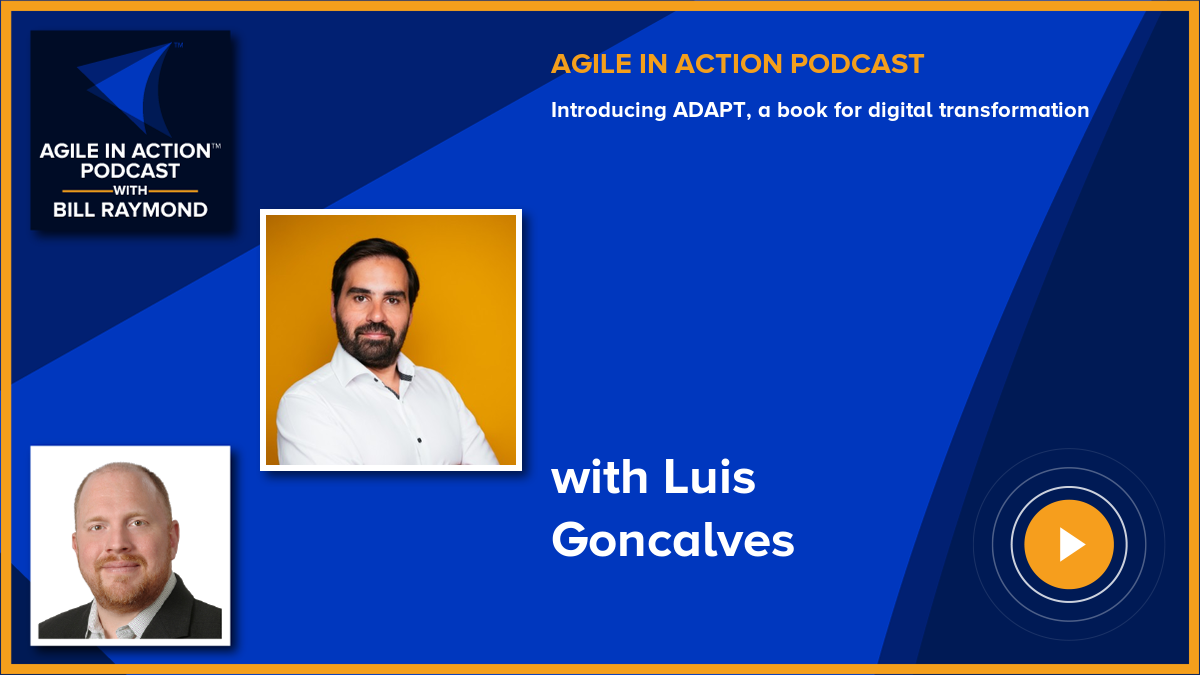 AGILE IN ACTION™
PODCAST
WITH
BILL RAYMOND
AGILE IN ACTION PODCAST
Introducing ADAPT, a book for digital transformation
with Luis
Goncalves